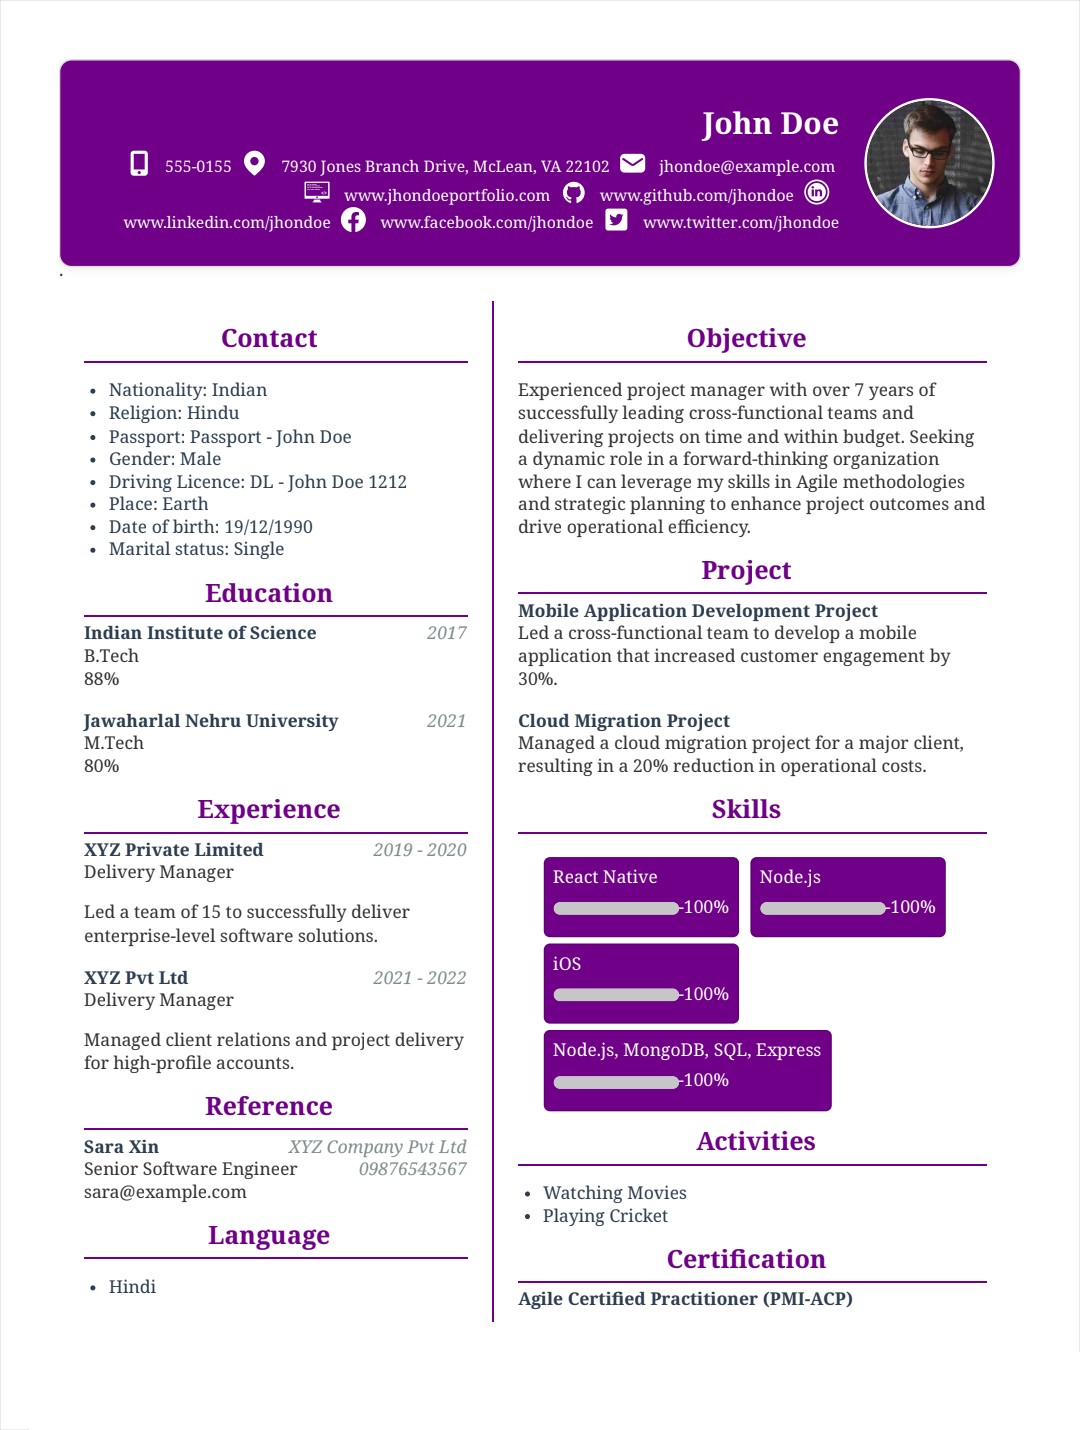 John Doe
555-0155 7930 Jones Branch Drive, McLean, VA 22102 jhondoe@example.com
www.jhondoeportfolio.com www.github.com/jhondoe
www.linkedin.com/jhondoe www.facebook.com/jhondoe www.twitter.com/jhondoe
.
Contact
• Nationality: Indian
• Religion: Hindu
• Passport: Passport - John Doe
• Gender: Male
• Driving Licence: DL - John Doe 1212
• Place: Earth
• Date of birth: 19/12/1990
• Marital status: Single
Education
Indian Institute of Science 2017
B.Tech
88%
Jawaharlal Nehru University 2021
M.Tech
80%
Experience
XYZ Private Limited 2019 - 2020
Delivery Manager
Led a team of 15 to successfully deliver
enterprise-level software solutions.
XYZ Pvt Ltd 2021 - 2022
Delivery Manager
Managed client relations and project delivery
for high-profile accounts.
Reference
Sara Xin XYZ Company Pvt Ltd
Senior Software Engineer 09876543567
sara@example.com
Language
• Hindi
Objective
Experienced project manager with over 7 years of
successfully leading cross-functional teams and
delivering projects on time and within budget. Seeking
a dynamic role in a forward-thinking organization
where I can leverage my skills in Agile methodologies
and strategic planning to enhance project outcomes and
drive operational efficiency.
Project
Mobile Application Development Project
Led a cross-functional team to develop a mobile
application that increased customer engagement by
30%.
Cloud Migration Project
Managed a cloud migration project for a major client,
resulting in a 20% reduction in operational costs.
Skills
React Native
-100%
Node.js
-100%
iOS
-100%
Node.js, MongoDB, SQL, Express
-100%
Activities
• Watching Movies
• Playing Cricket
Certification
Agile Certified Practitioner (PMI-ACP)